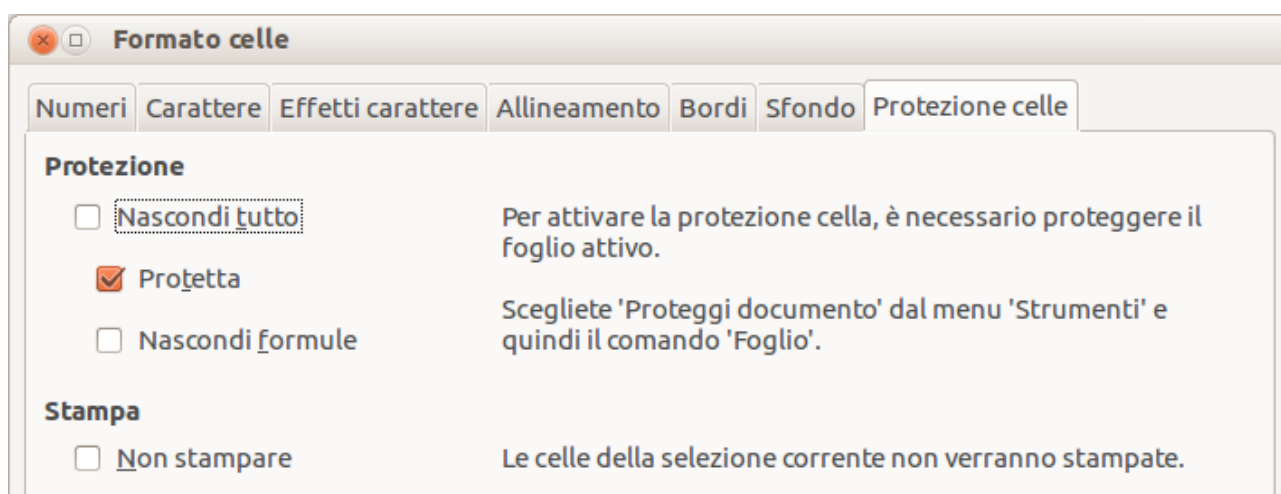 Formato celle
Numeri Carattere Effetti carattere Allineamento Bordi Sfondo Protezione celle
Protezione
Nascondi tutto
Per attivare la protezione cella, è necessario proteggere il
foglio attivo.
Protetta
Scegliete 'Proteggi documento' dal menu 'Strumenti' e
quindi il comando 'Foglio'.
Nascondi formule
Stampa
Non stampare
Le celle della selezione corrente non verranno stampate.